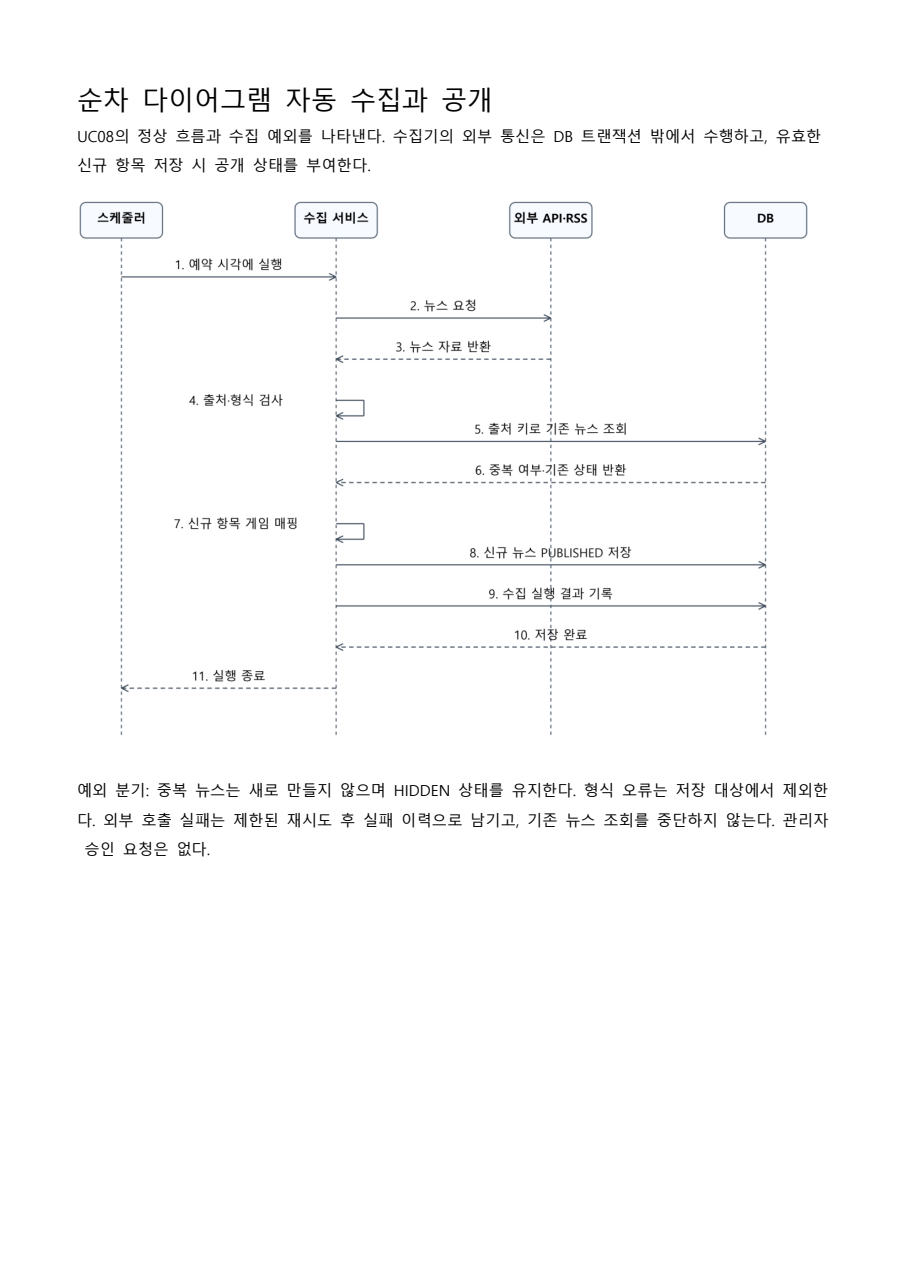 순차 다이어그램 자동 수집과 공개
UC08의 정상 흐름과 수집 예외를 나타낸다. 수집기의 외부 통신은 DB 트랜잭션 밖에서 수행하고, 유효한
신규 항목 저장 시 공개 상태를 부여한다.
스케줄러 수집 서비스 외부 API·RSS DB
1. 예약 시각에 실행
2. 뉴스 요청
3. 뉴스 자료 반환
4. 출처·형식 검사
5. 출처 키로 기존 뉴스 조회
6. 중복 여부·기존 상태 반환
7. 신규 항목 게임 매핑
8. 신규 뉴스 PUBLISHED 저장
9. 수집 실행 결과 기록
10. 저장 완료
11. 실행 종료
예외 분기: 중복 뉴스는 새로 만들지 않으며 HIDDEN 상태를 유지한다. 형식 오류는 저장 대상에서 제외한
다. 외부 호출 실패는 제한된 재시도 후 실패 이력으로 남기고, 기존 뉴스 조회를 중단하지 않는다. 관리자
승인 요청은 없다.